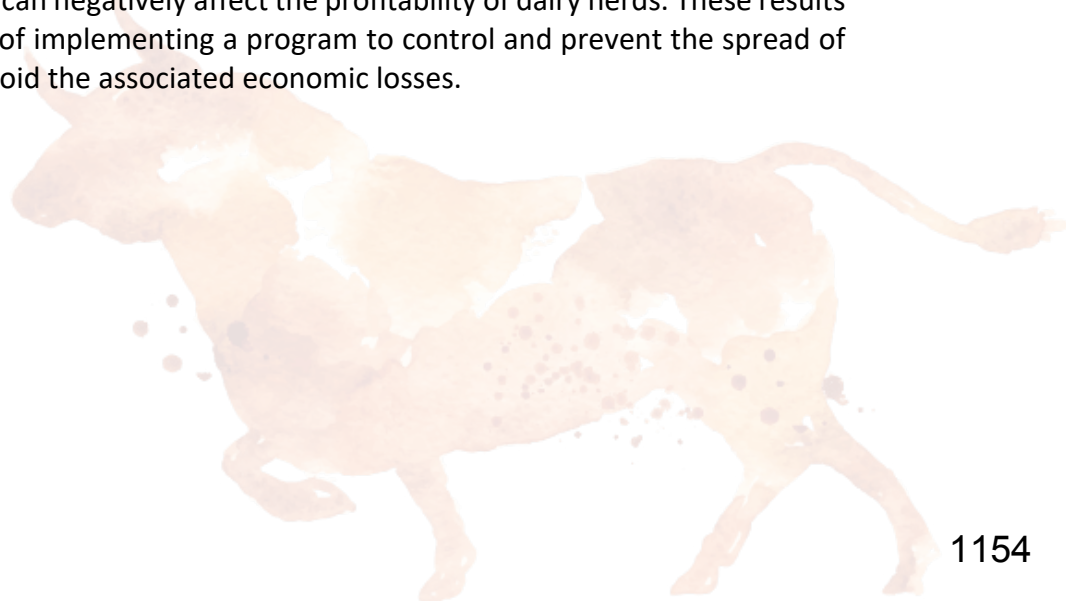 can negatively affect the profitability of dairy herds. These results
of implementing a program to control and prevent the spread of
oid the associated economic losses.
1154